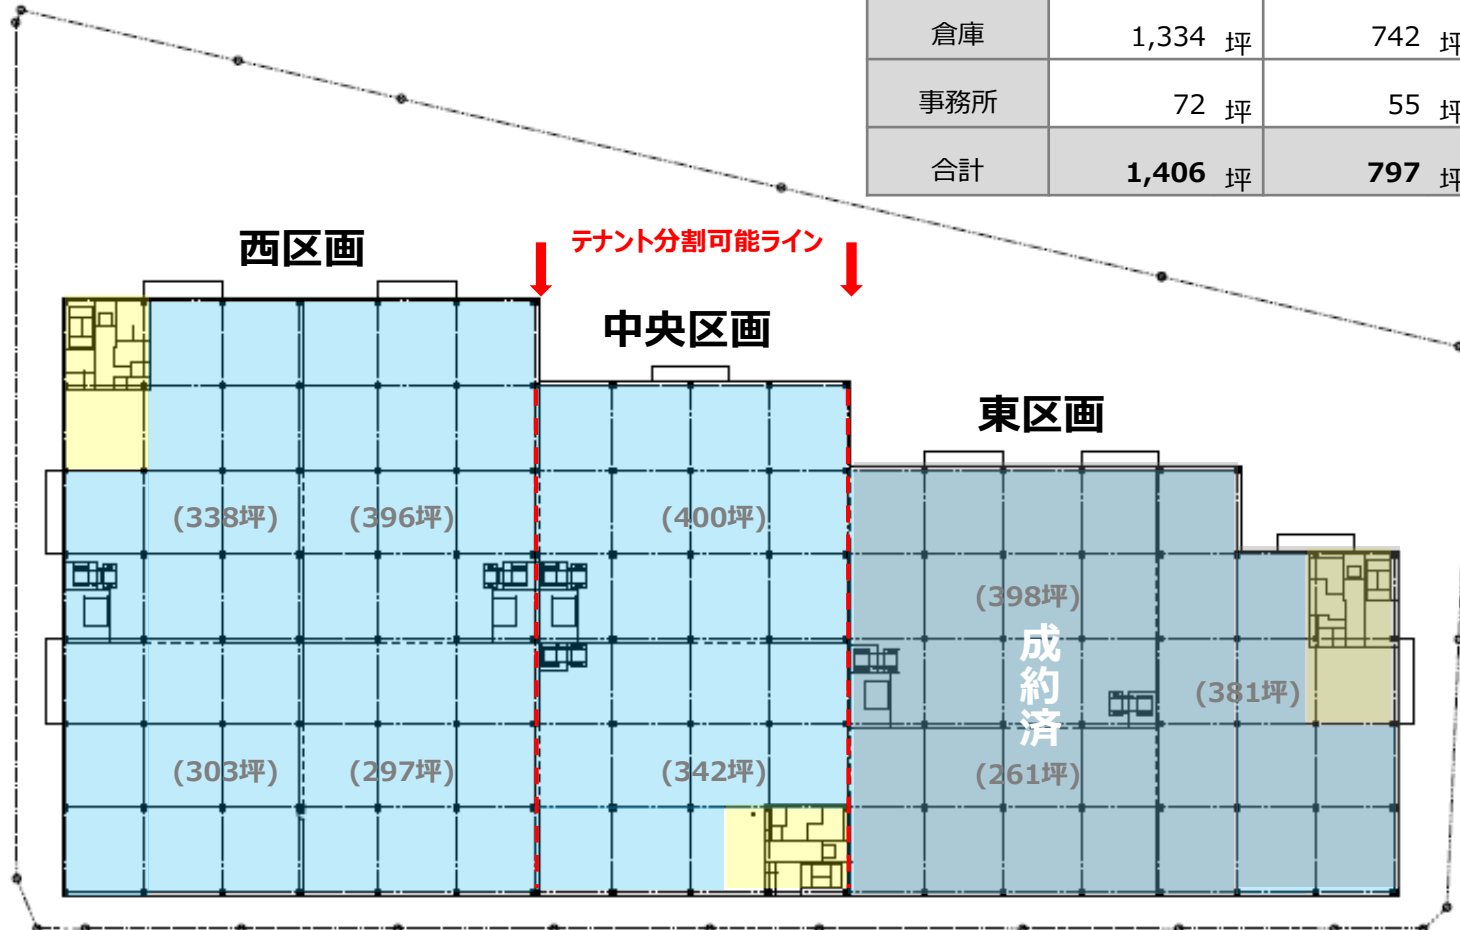 倉庫 1,334 坪 742 坪
事務所 72 坪 55 坪
合計 1,406 坪 797 坪
西区画
テナント分割可能ライン
中央区画
東区画
(338坪)
(396坪)
(400坪)
(398坪)
成約済
(381坪)
(303坪)
(297坪)
(342坪)
(261坪)